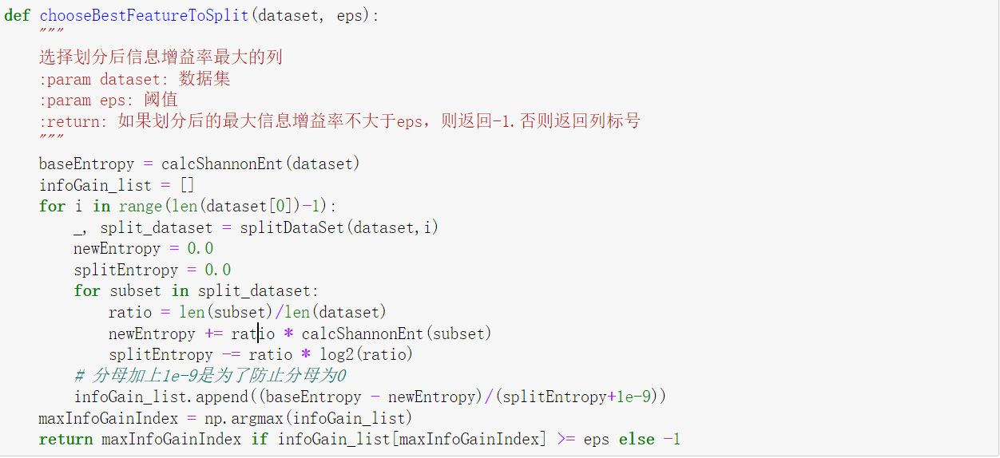 def chooseBestFeatureToSplit(dataset, eps):
    """
    选择划分后信息增益率最大的列
    :param dataset: 数据集
    :param eps: 阈值
    :return: 如果划分后的最大信息增益率不大于eps，则返回-1.否则返回列标号
    """
    baseEntropy = calcShannonEnt(dataset)
    infoGain_list = []
    for i in range(len(dataset[0])-1):
        _, split_dataset = splitDataSet(dataset,i)
        newEntropy = 0.0
        splitEntropy = 0.0
        for subset in split_dataset:
            ratio = len(subset)/len(dataset)
            newEntropy += ratio * calcShannonEnt(subset)
            splitEntropy -= ratio * log2(ratio)
        # 分母加上1e-9是为了防止分母为0
        infoGain_list.append((baseEntropy - newEntropy)/(splitEntropy+1e-9))
    maxInfoGainIndex = np.argmax(infoGain_list)
    return maxInfoGainIndex if infoGain_list[maxInfoGainIndex] >= eps else -1